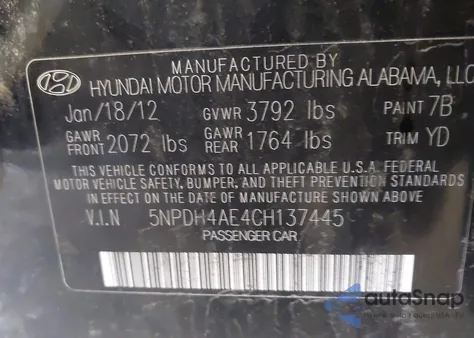 MANUFACTURED BY
HYUNDAI MOTOR MANUFACTURING ALABAMA, LLC
Jan/18/12 GVWR 3792 lbs PAINT 7B
GAWR FRONT 2072 lbs GAWR REAR 1764 lbs TRIM YD
THIS VEHICLE CONFORMS TO ALL APPLICABLE U.S. FEDERAL
MOTOR VEHICLE SAFETY, BUMPER, AND THEFT PREVENTION STANDARDS
IN EFFECT ON THE DATE OF MANUFACTURE SHOWN ABOVE
V.I.N 5NPDH4AE4CH137445
PASSENGER CAR
autoSnap